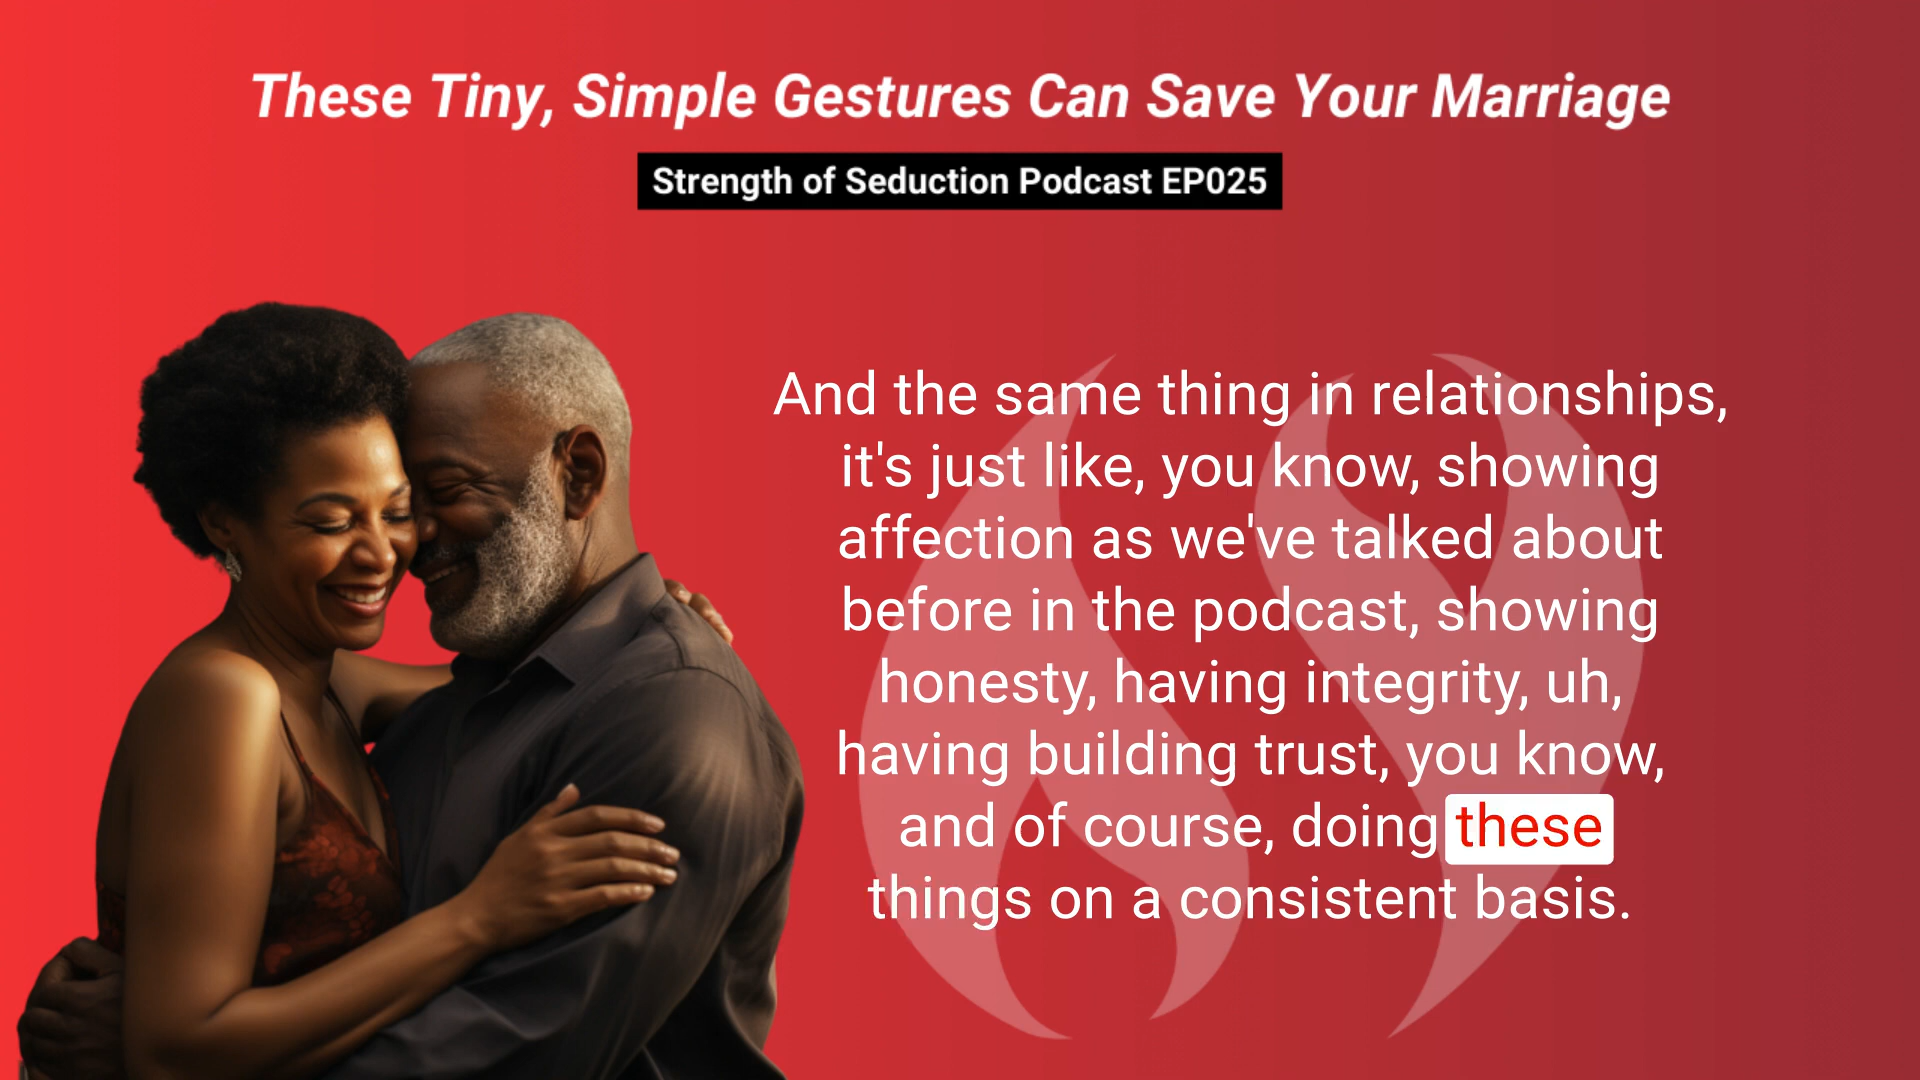 These Tiny, Simple Gestures Can Save Your Marriage
Strength of Seduction Podcast EP025
And the same thing in relationships,
it's just like, you know, showing
affection as we've talked about
before in the podcast, showing
honesty, having integrity, uh,
having building trust, you know,
and of course, doing these
things on a consistent basis.